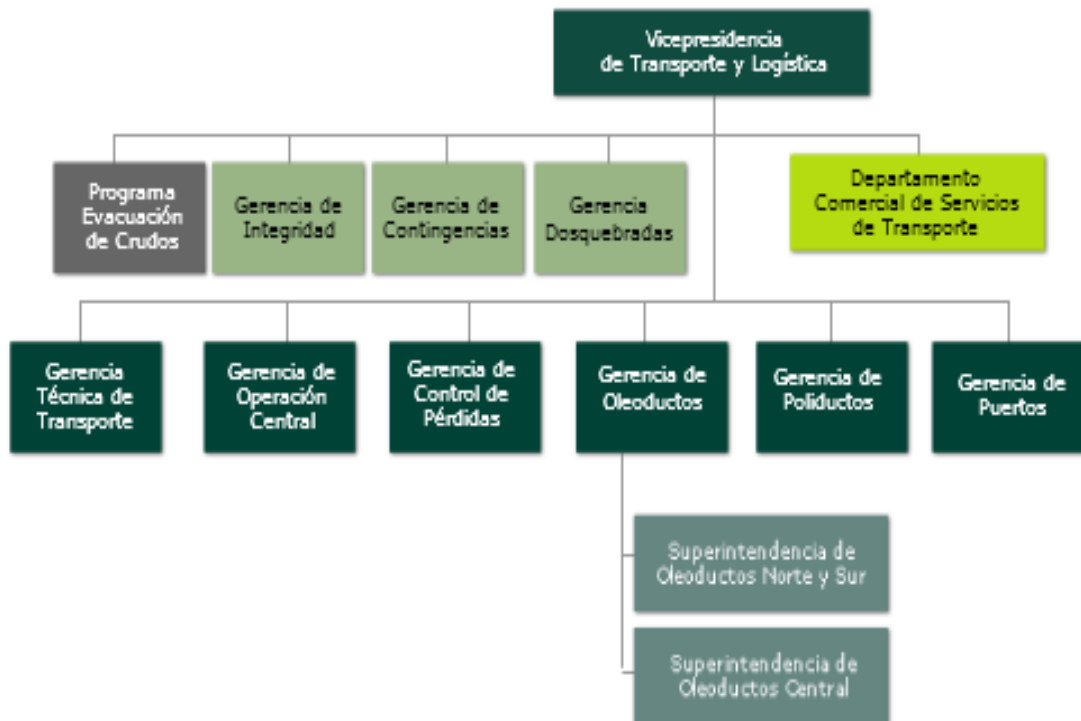 Vicepresidencia
de Transporte y Logística
Programa
Evacuación
de Crudos
Gerencia de
Integridad
Gerencia de
Contingencias
Gerencia
Dosquebradas
Departamento
Comercial de Servicios
de Transporte
Gerencia
Técnica de
Transporte
Gerencia de
Operación
Central
Gerencia de
Control de
Pérdidas
Gerencia de
Oleoductos
Gerencia de
Poliductos
Gerencia de
Puertos
Superintendencia de
Oleoductos Norte y Sur
Superintendencia de
Oleoductos Central